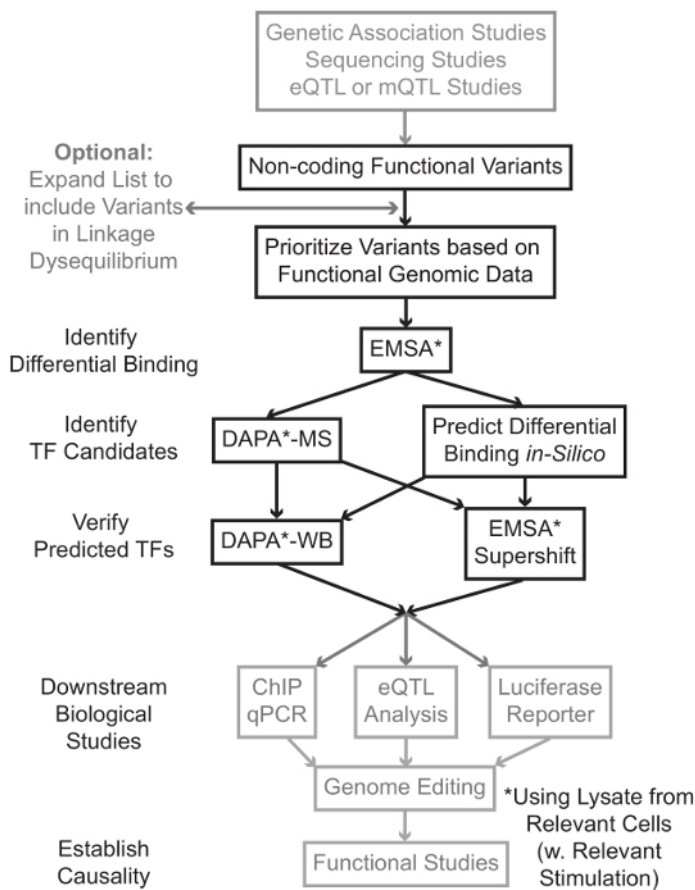 Genetic Association Studies
Sequencing Studies
eQTL or mQTL Studies
Optional:
Expand List to
include Variants
in Linkage
Dysequilibrium
Non-coding Functional Variants
Prioritize Variants based on
Functional Genomic Data
Identify
Differential Binding
EMSA*
Identify
TF Candidates
DAPA*-MS
Predict Differential
Binding in-Silico
Verify
Predicted TFs
DAPA*-WB
EMSA*
Supershift
Downstream
Biological
Studies
ChIP
qPCR
eQTL
Analysis
Luciferase
Reporter
Genome Editing
*Using Lysate from
Relevant Cells
(w. Relevant
Stimulation)
Establish
Causality
Functional Studies